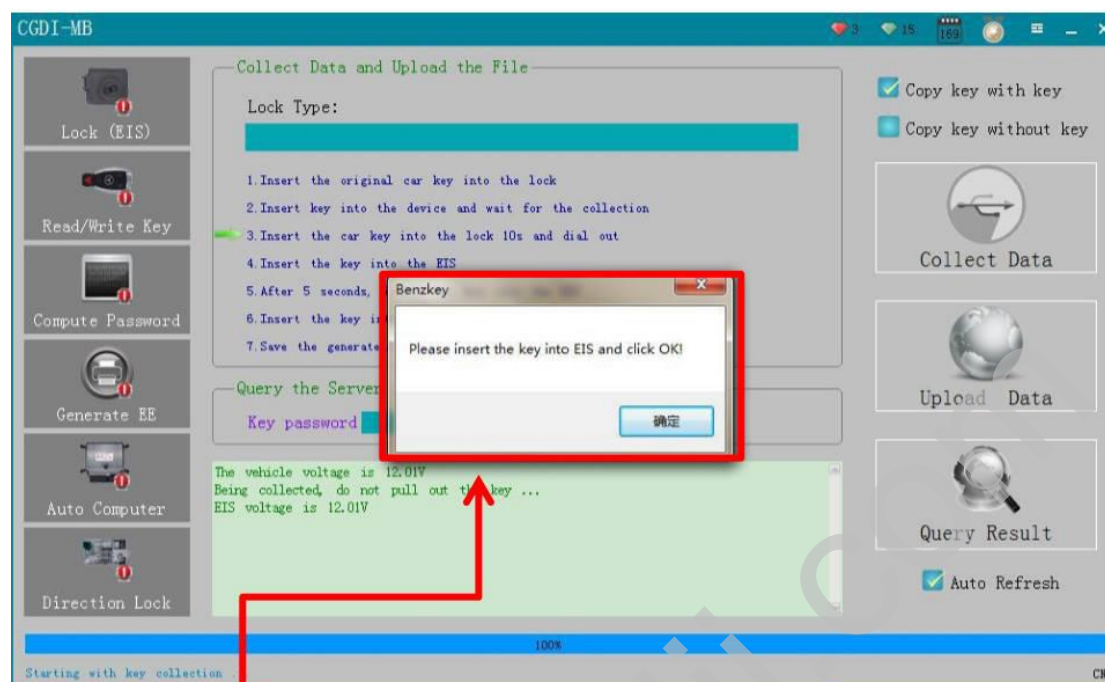 CGDI-MB
3
15
169
Lock (EIS)
Read/Write Key
Compute Password
Generate EE
Auto Computer
Direction Lock
Collect Data and Upload the File
Lock Type:
1.Insert the original car key into the lock
2.Insert key into the device and wait for the collection
3.Insert the car key into the lock 10s and dial out
4.Insert the key into the EIS
5.After 5 seconds,
6.Insert the key
7.Save the
Benzkey
Please insert the key into EIS and click OK!
确定
Query the Server
Key password
The vehicle voltage is 12.01V
Being collected, do not pull out the key ...
EIS voltage is 12.01V
Copy key with key
Copy key without key
Collect Data
Upload Data
Query Result
Auto Refresh
100%
Starting with key collection